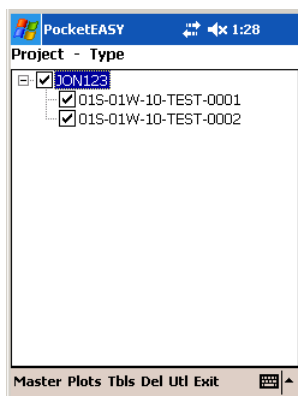 PocketEASY 1:28
Project - Type
JON123
01S-01W-10-TEST-0001
01S-01W-10-TEST-0002
Master Plots Tbls Del Utl Exit